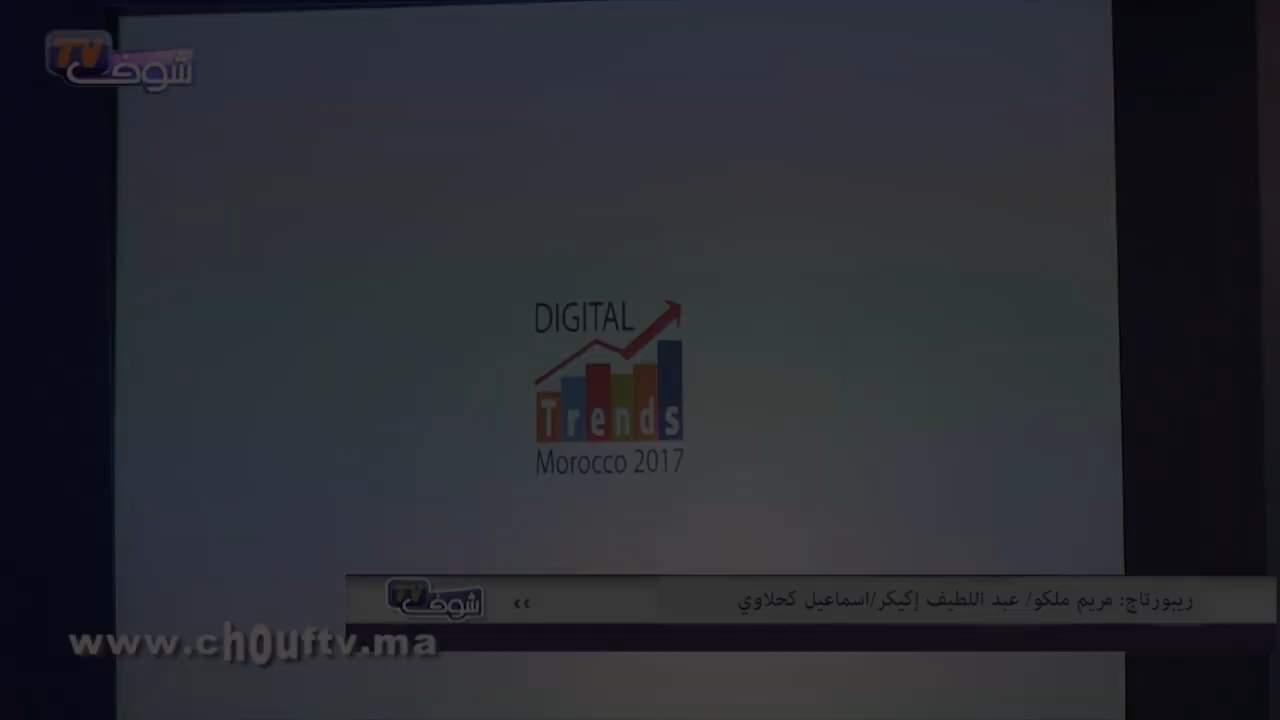 TV شوف
DIGITAL
Trends
Morocco 2017
ريبورتاج: مريم ملكو/ عبد اللطيف إكيكر/اسماعيل كحلاوي
TV شوف
www.ch0uftv.ma